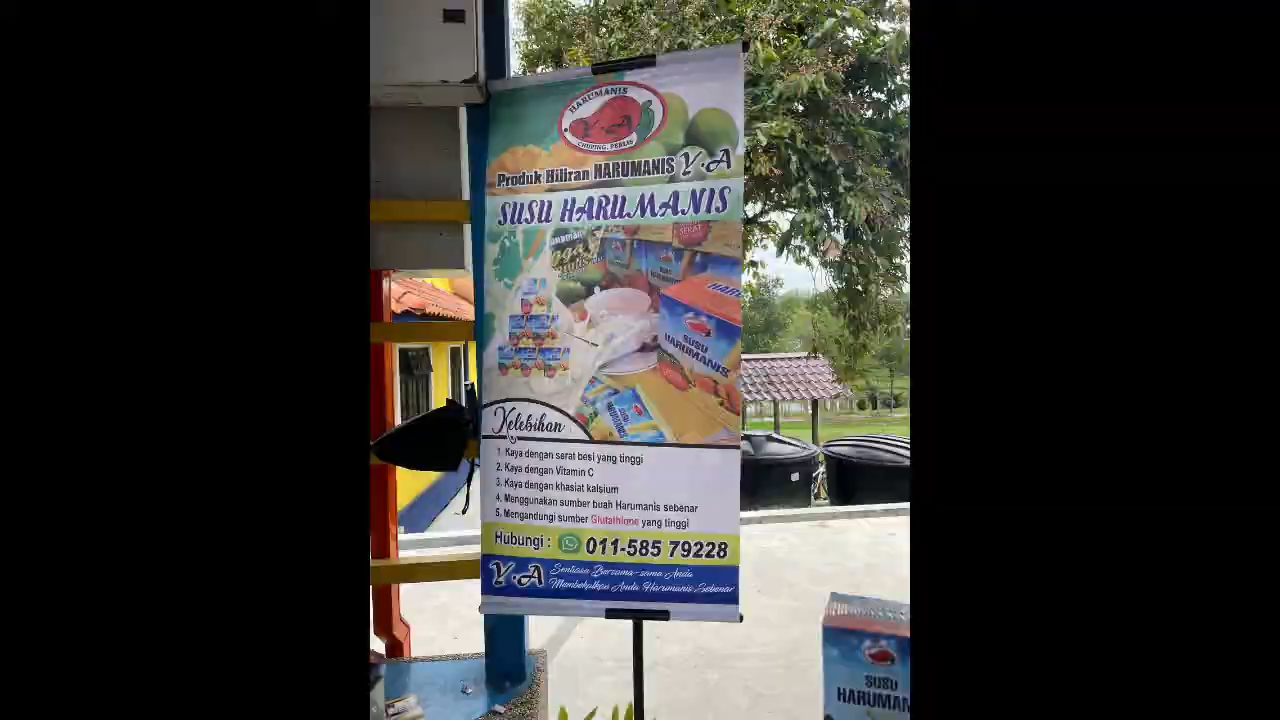 HARUMANIS
CHUPING, PERLIS
Produk Hiliran HARUMANIS Y.A
SUSU HARUMANIS
SUSU
HARUMANIS
SUSU
HARUMANIS
Kelebihan
1. Kaya dengan serat besi yang tinggi
2. Kaya dengan Vitamin C
3. Kaya dengan khasiat kalsium
4. Menggunakan sumber buah Harumanis sebenar
5. Mengandungi sumber Glutathione yang tinggi
Hubungi : 011-585 79228
Y.A Sentiasa Bersama-sama Anda
Membekalkan Anda Harumanis Sebenar
SUSU
HARUMAN